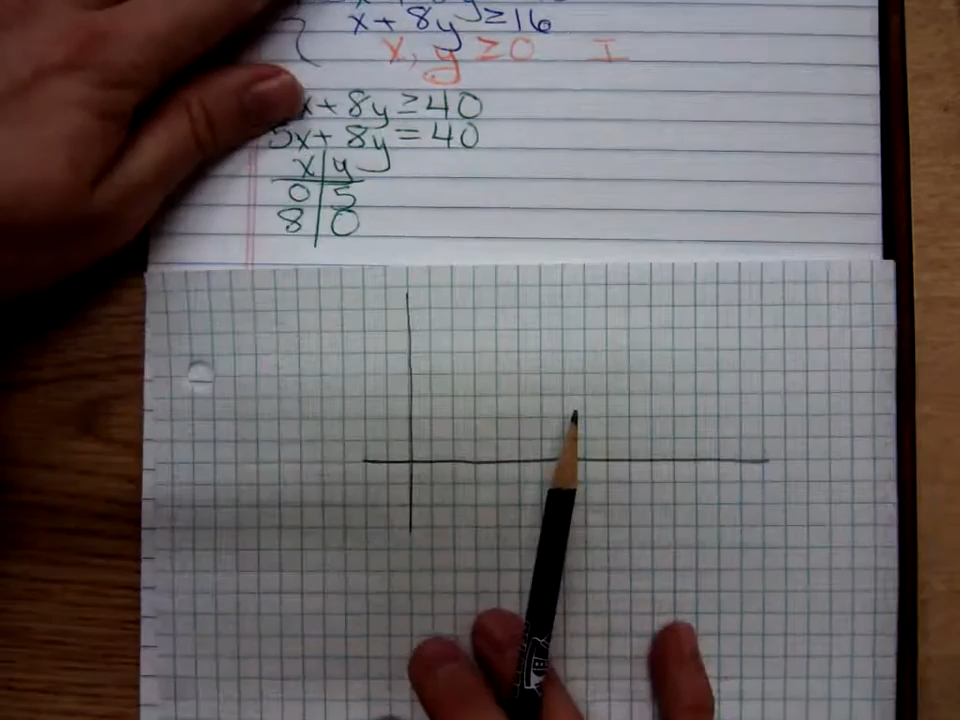 x + 8y ≥ 16
x, y ≥ 0 I
x + 8y ≥ 40
5x + 8y = 40
x | y
0 | 5
8 | 0